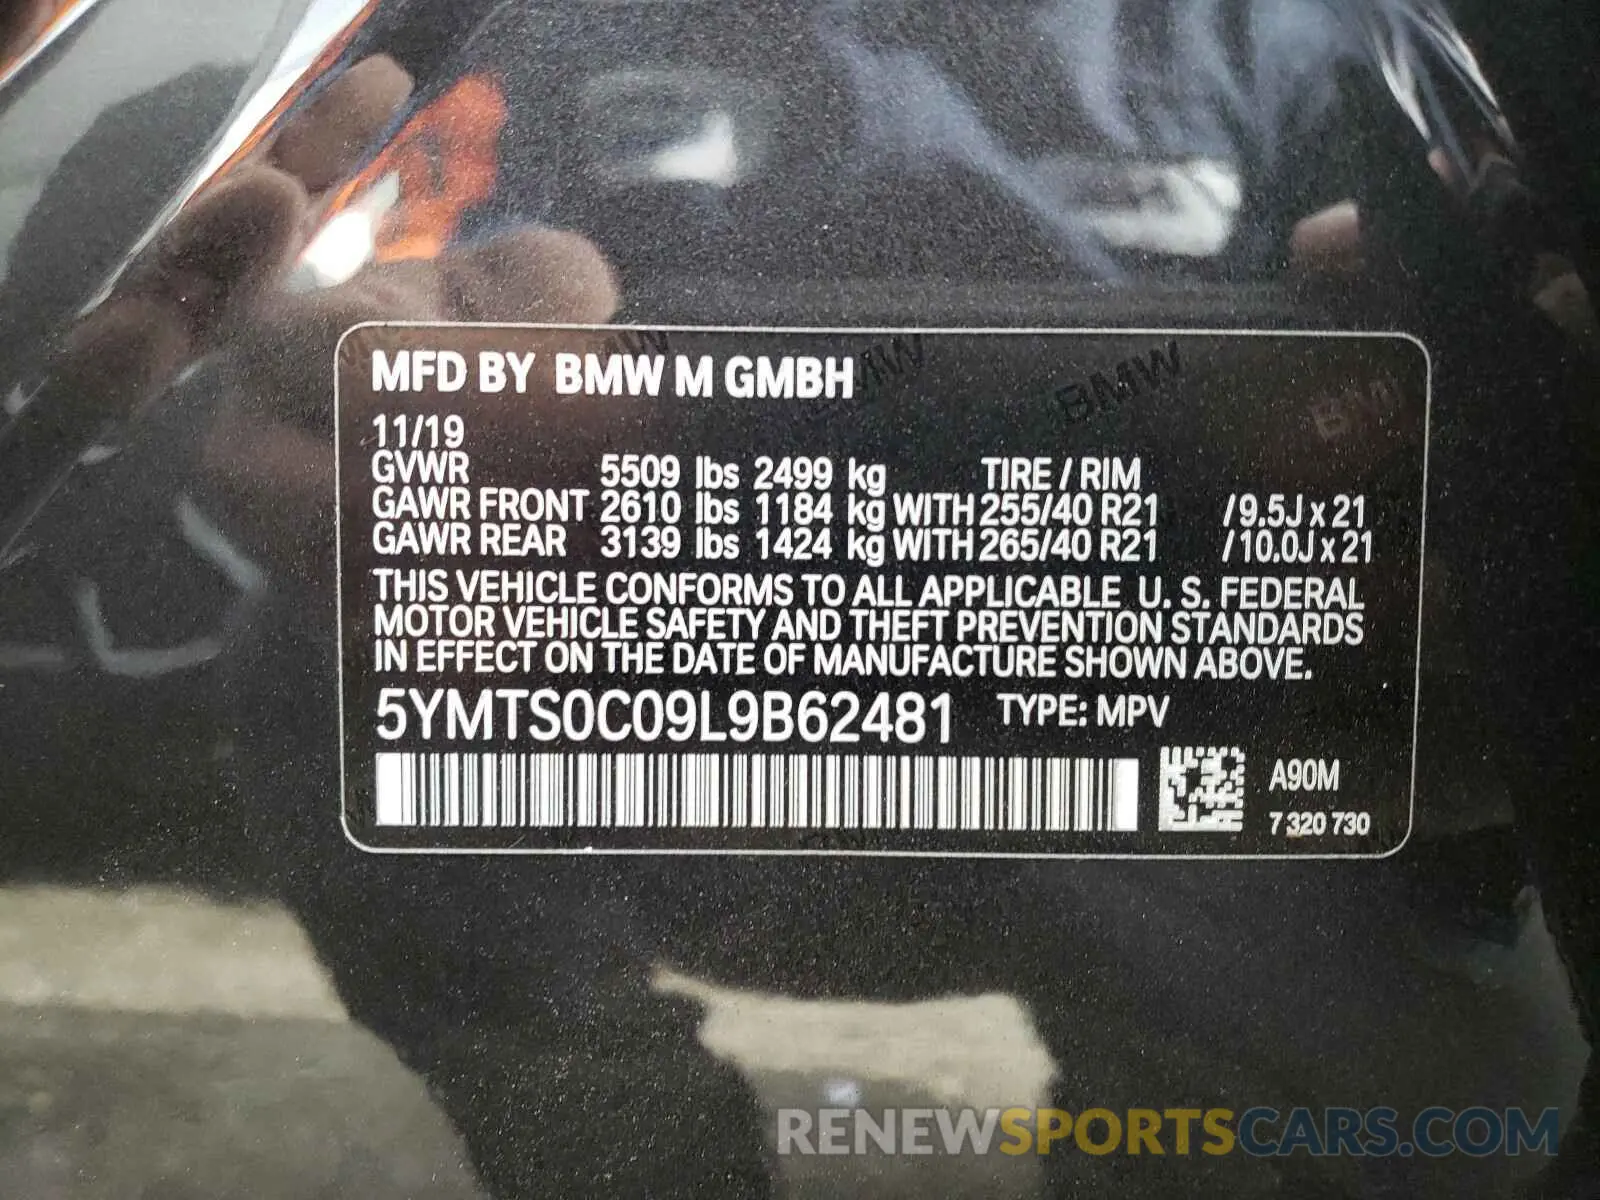 MFD BY BMW M GMBH
11/19
GVWR 5509 lbs 2499 kg TIRE / RIM
GAWR FRONT 2610 lbs 1184 kg WITH 255/40 R21 / 9.5J x 21
GAWR REAR 3139 lbs 1424 kg WITH 265/40 R21 / 10.0J x 21
THIS VEHICLE CONFORMS TO ALL APPLICABLE U. S. FEDERAL
MOTOR VEHICLE SAFETY AND THEFT PREVENTION STANDARDS
IN EFFECT ON THE DATE OF MANUFACTURE SHOWN ABOVE.
5YMTS0C09L9B62481 TYPE: MPV
A90M
7 320 730
BMW
RENEWSPORTSCARS.COM